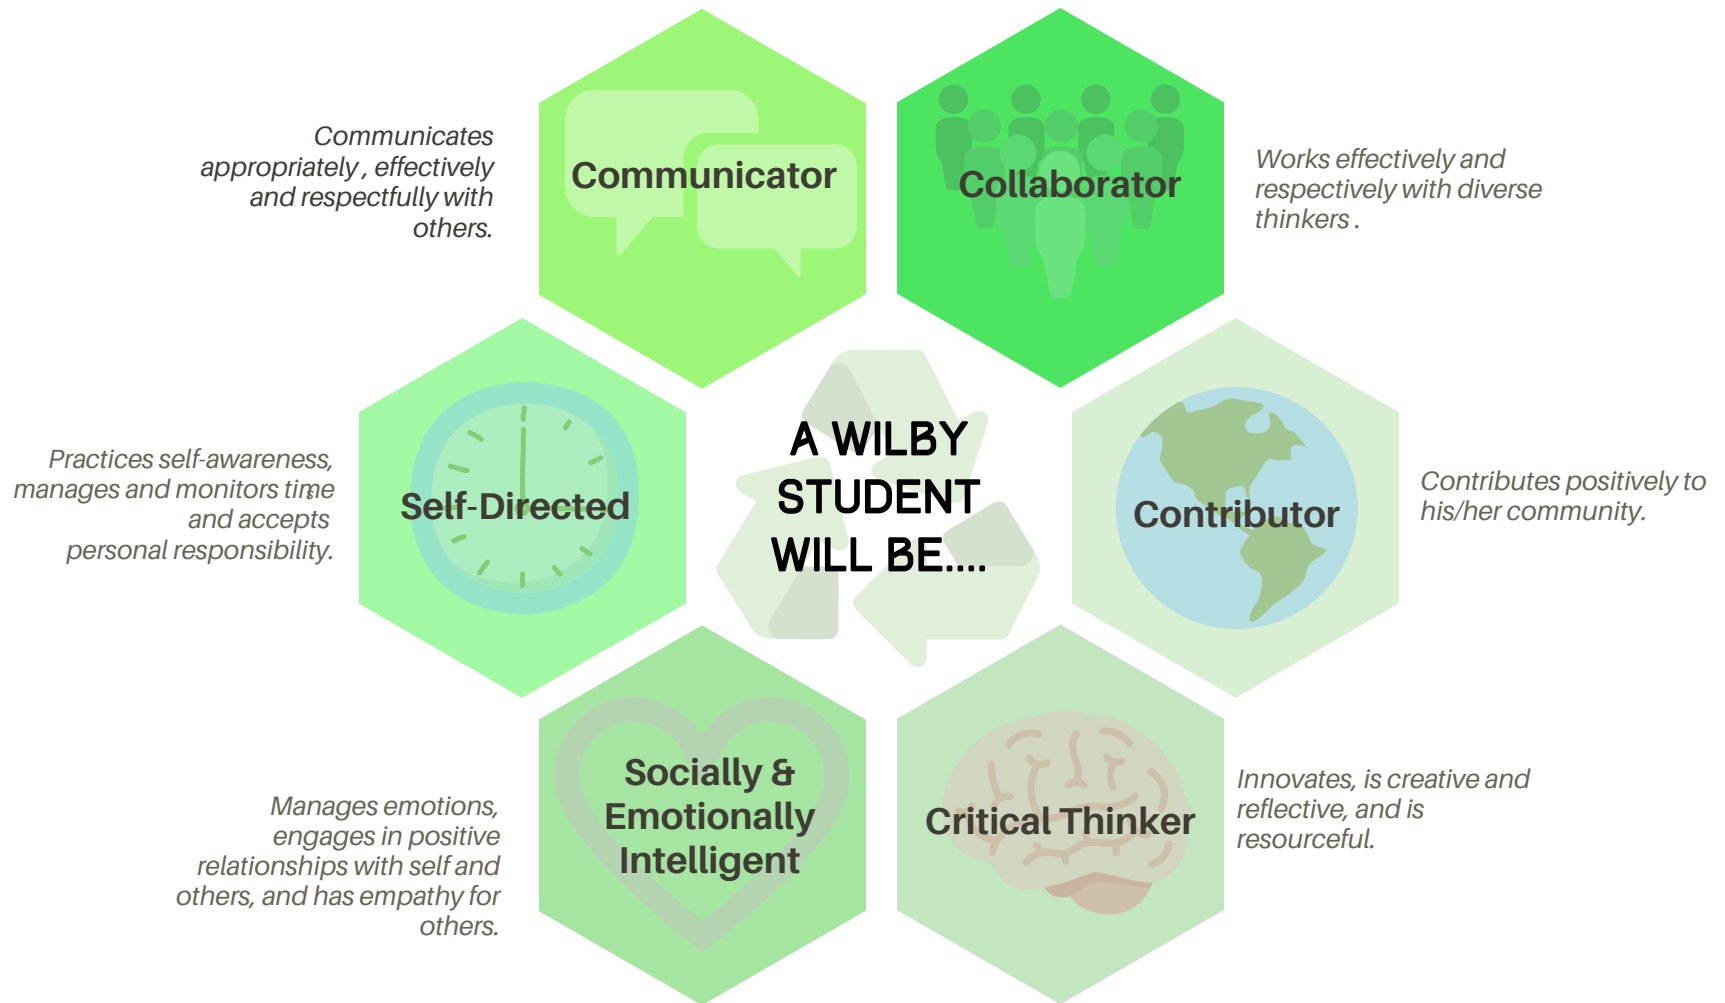 Communicator
Communicates
appropriately , effectively
and respectfully with
others.
Collaborator
Works effectively and
respectively with diverse
thinkers .
Self-Directed
Practices self-awareness,
manages and monitors time
and accepts
personal responsibility.
A WILBY
STUDENT
WILL BE....
Contributor
Contributes positively to
his/her community.
Socially &
Emotionally
Intelligent
Manages emotions,
engages in positive
relationships with self and
others, and has empathy for
others.
Critical Thinker
Innovates, is creative and
reflective, and is
resourceful.